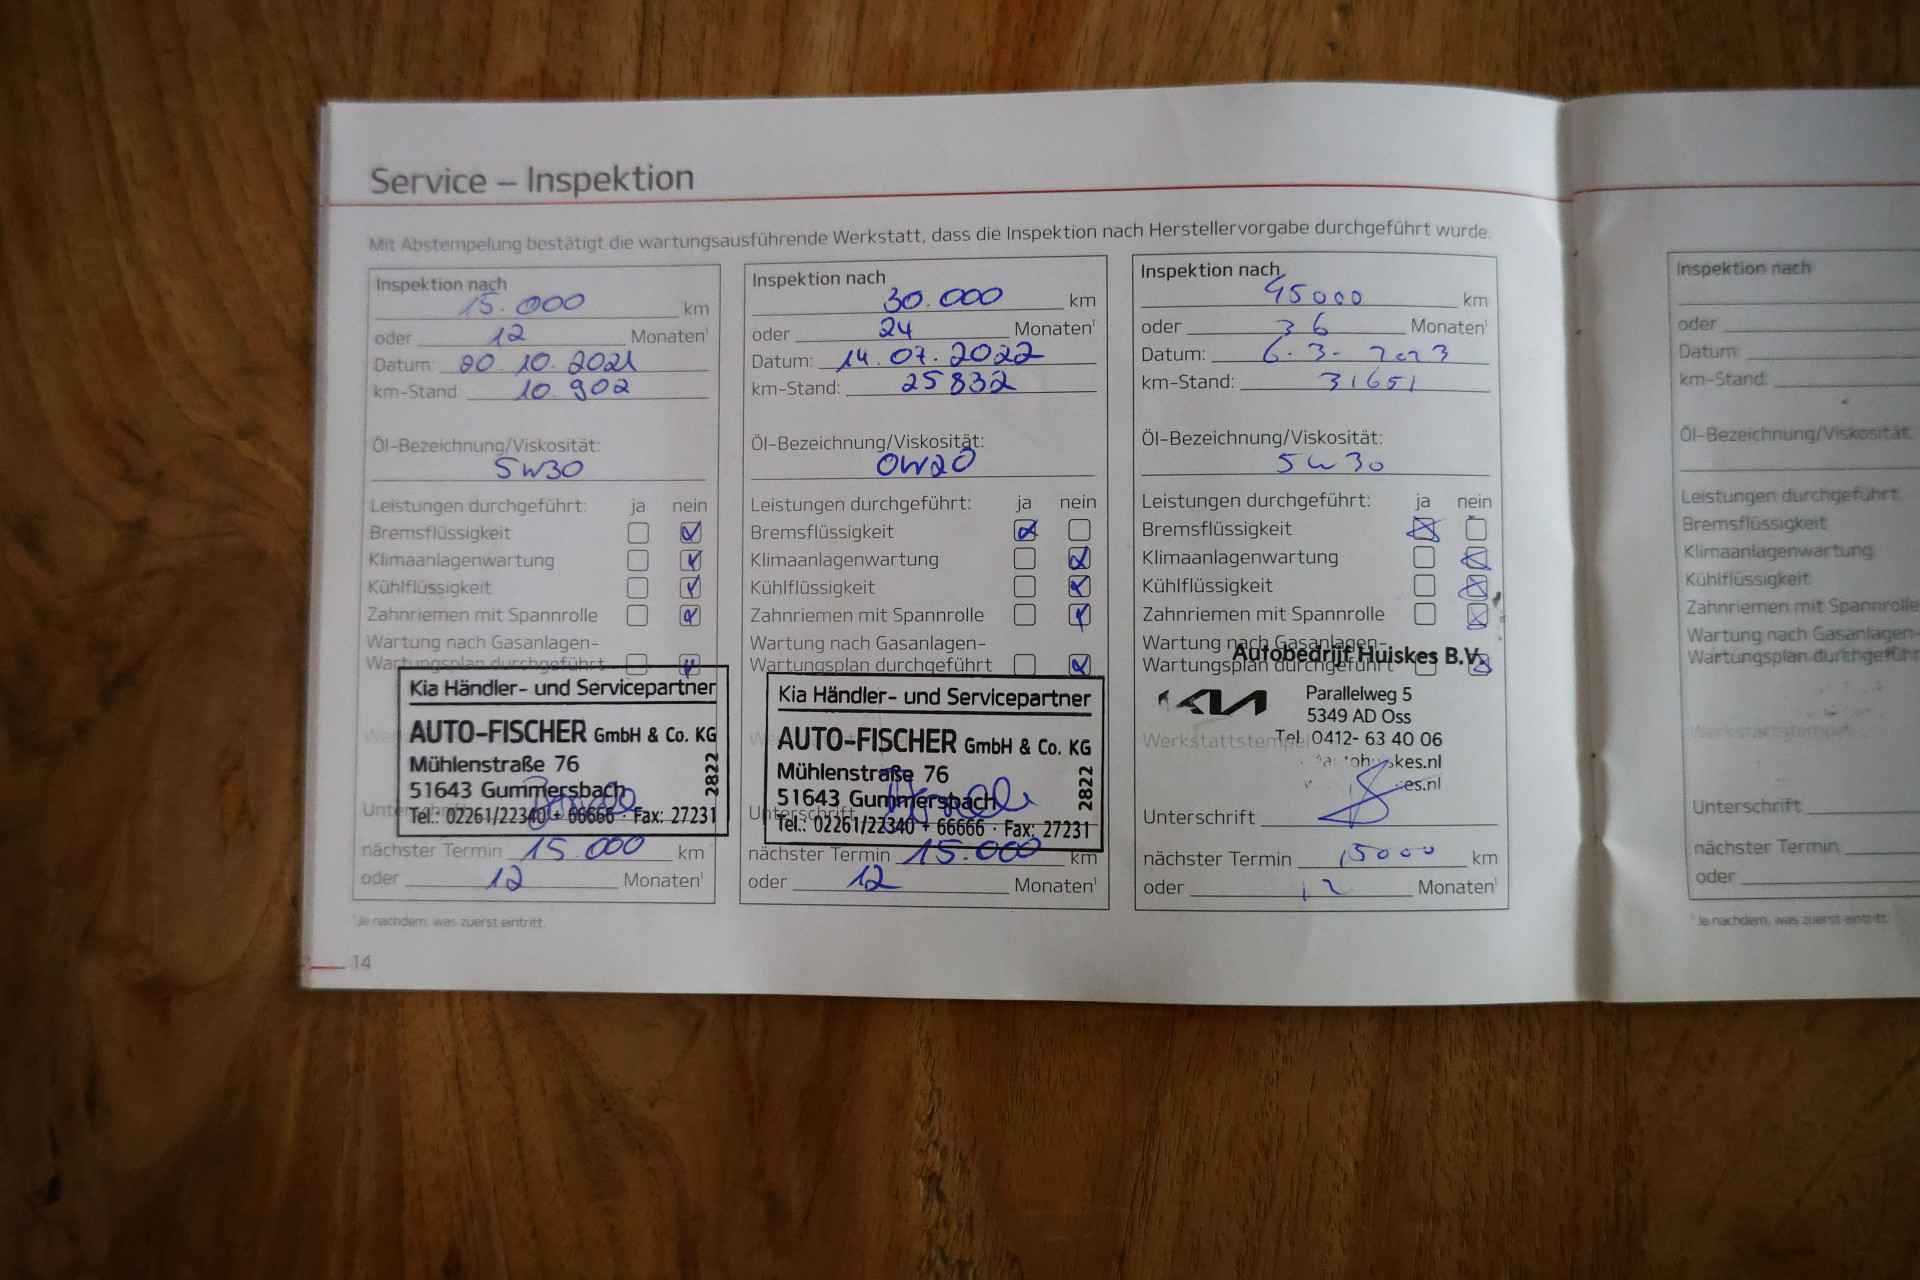 Service – Inspektion
Mit Abstempelung bestätigt die wartungsausführende Werkstatt, dass die Inspektion nach Herstellervorgabe durchgeführt wurde.
Inspektion nach
15.000 km
oder 12 Monaten¹
Datum: 20.10.2021
km-Stand: 10.902
Öl-Bezeichnung/Viskosität:
5W30
Leistungen durchgeführt: ja nein
Bremsflüssigkeit
Klimaanlagenwartung
Kühlflüssigkeit
Zahnriemen mit Spannrolle
Wartung nach Gasanlagen-
Wartungsplan durchgeführt
Kia Händler- und Servicepartner
AUTO-FISCHER GmbH & Co. KG
Mühlenstraße 76
51643 Gummersbach
2822
Unterschrift
Tel.: 02261/22340 + 66666 · Fax: 27231
nächster Termin 15.000 km
oder 12 Monaten¹
¹Je nachdem, was zuerst eintritt.
14
Inspektion nach
30.000 km
oder 24 Monaten¹
Datum: 14.07.2022
km-Stand: 25832
Öl-Bezeichnung/Viskosität:
0W20
Leistungen durchgeführt: ja nein
Bremsflüssigkeit
Klimaanlagenwartung
Kühlflüssigkeit
Zahnriemen mit Spannrolle
Wartung nach Gasanlagen-
Wartungsplan durchgeführt
Kia Händler- und Servicepartner
AUTO-FISCHER GmbH & Co. KG
Mühlenstraße 76
51643 Gummersbach
2822
Unterschrift
Tel.: 02261/22340 + 66666 · Fax: 27231
nächster Termin 15.000 km
oder 12 Monaten¹
Inspektion nach
45000 km
oder 36 Monaten¹
Datum: 6-3-2023
km-Stand: 31651
Öl-Bezeichnung/Viskosität:
5W30
Leistungen durchgeführt: ja nein
Bremsflüssigkeit
Klimaanlagenwartung
Kühlflüssigkeit
Zahnriemen mit Spannrolle
Wartung nach Gasanlagen-
Wartungsplan durchgeführt
Autobedrijf Huiskes B.V.
KIA
Parallelweg 5
5349 AD Oss
Werkstattstempel
Tel. 0412- 63 40 06
Unterschrift
nächster Termin 15000 km
oder 12 Monaten¹
Inspektion nach
oder
Datum:
km-Stand:
Öl-Bezeichnung/Viskosität:
Leistungen durchgeführt:
Bremsflüssigkeit
Klimaanlagenwartung
Kühlflüssigkeit
Zahnriemen mit Spannrolle
Wartung nach Gasanlagen-
Wartungsplan durchgeführ
Werkstattstempel
Unterschrift
nächster Termin
oder
¹Je nachdem, was zuerst eintritt.